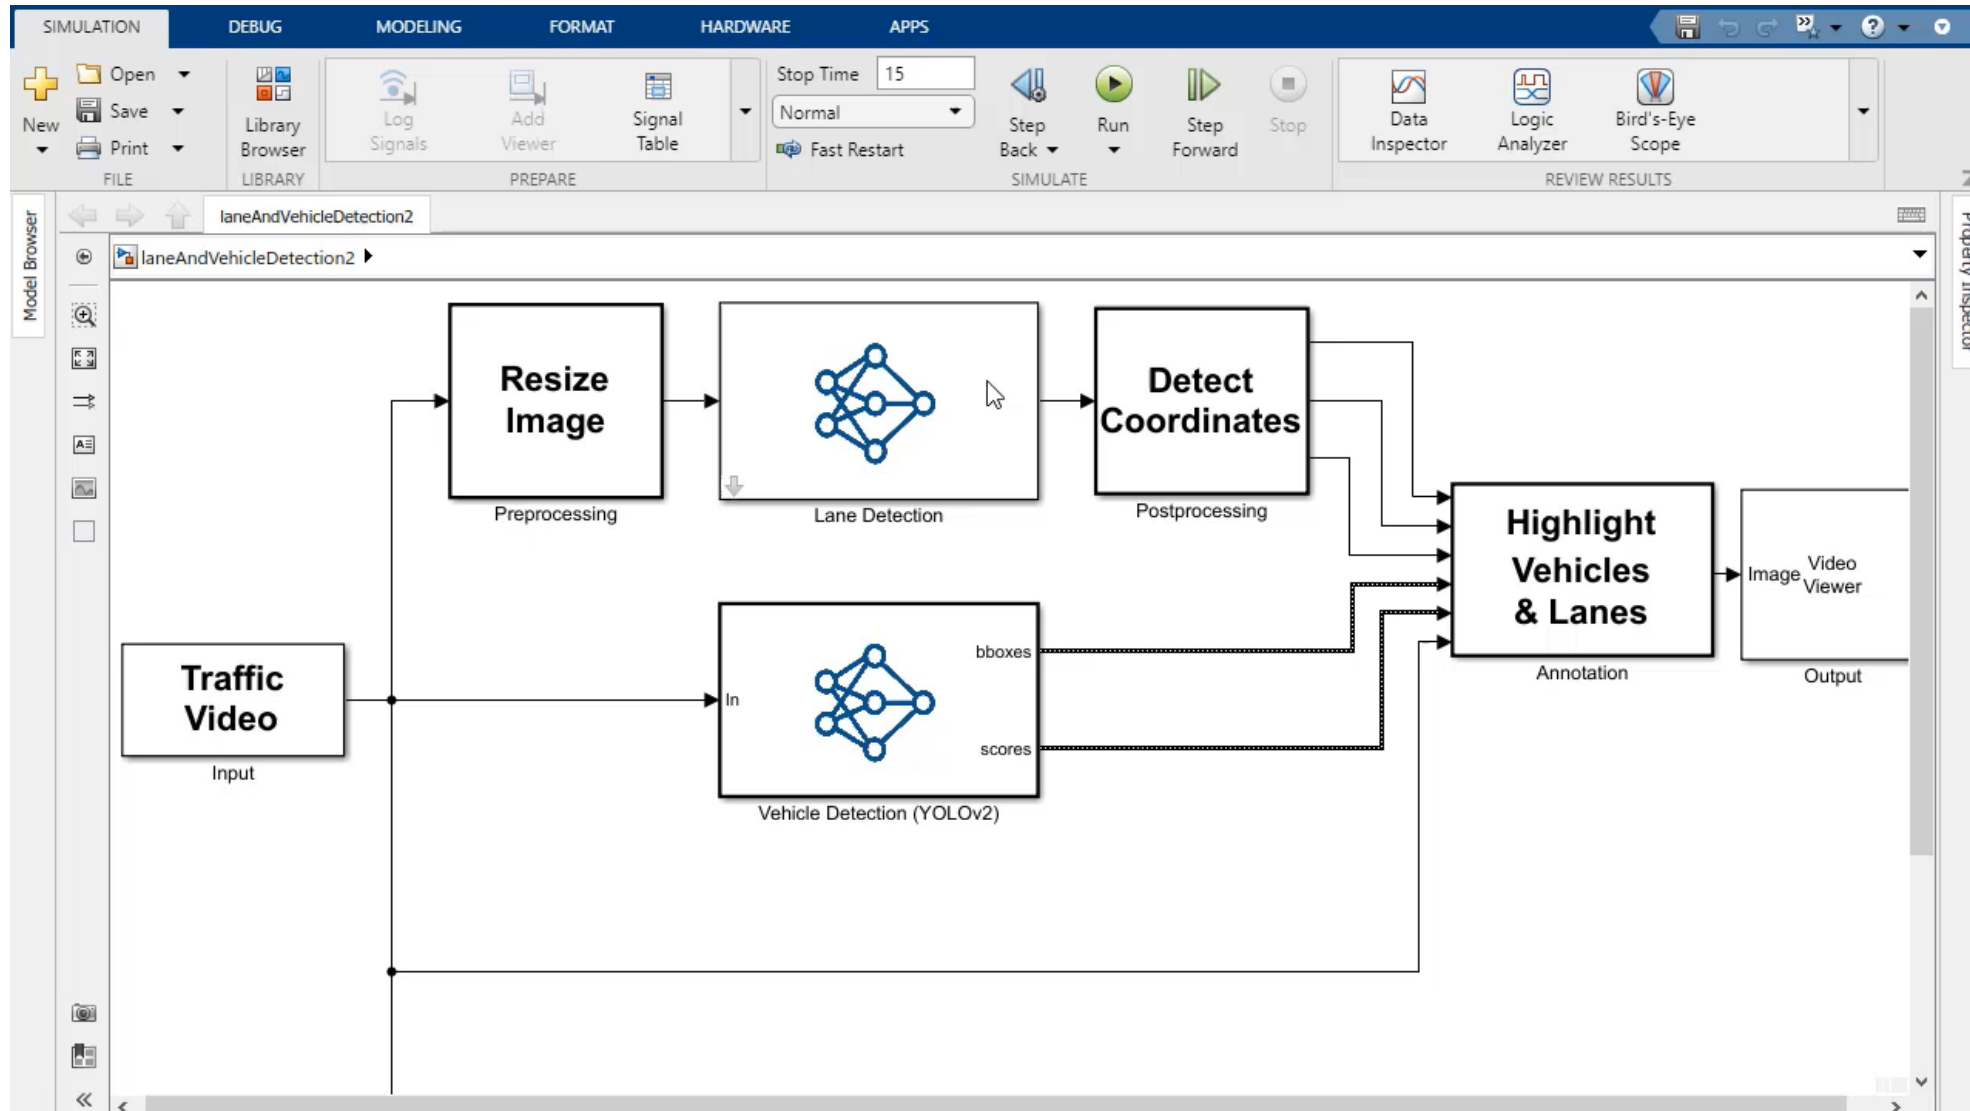 SIMULATION DEBUG MODELING FORMAT HARDWARE APPS
New
Open
Save
Print
FILE
Library
Browser
LIBRARY
Log
Signals
Add
Viewer
Signal
Table
PREPARE
Stop Time 15
Normal
Fast Restart
Step
Back
Run
Step
Forward
Stop
SIMULATE
Data
Inspector
Logic
Analyzer
Bird's-Eye
Scope
REVIEW RESULTS
Model Browser
Property Inspector
laneAndVehicleDetection2
laneAndVehicleDetection2
Resize
Image
Preprocessing
Lane Detection
Detect
Coordinates
Postprocessing
Highlight
Vehicles
& Lanes
Annotation
Image
Video
Viewer
Output
Traffic
Video
Input
In
bboxes
scores
Vehicle Detection (YOLOv2)